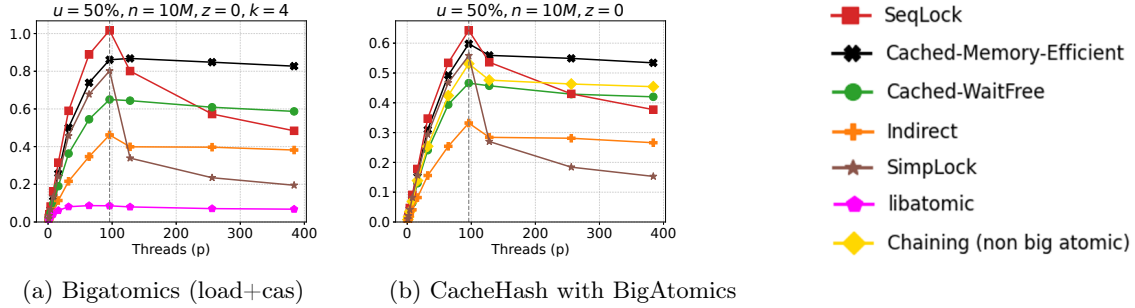 u = 50%, n = 10M, z = 0, k = 4
1.0
0.8
0.6
0.4
0.2
0.0
0 100 200 300 400
Threads (p)
(a) Bigatomics (load+cas)
u = 50%, n = 10M, z = 0
0.6
0.5
0.4
0.3
0.2
0.1
0.0
0 100 200 300 400
Threads (p)
(b) CacheHash with BigAtomics
SeqLock
Cached-Memory-Efficient
Cached-WaitFree
Indirect
SimpLock
libatomic
Chaining (non big atomic)